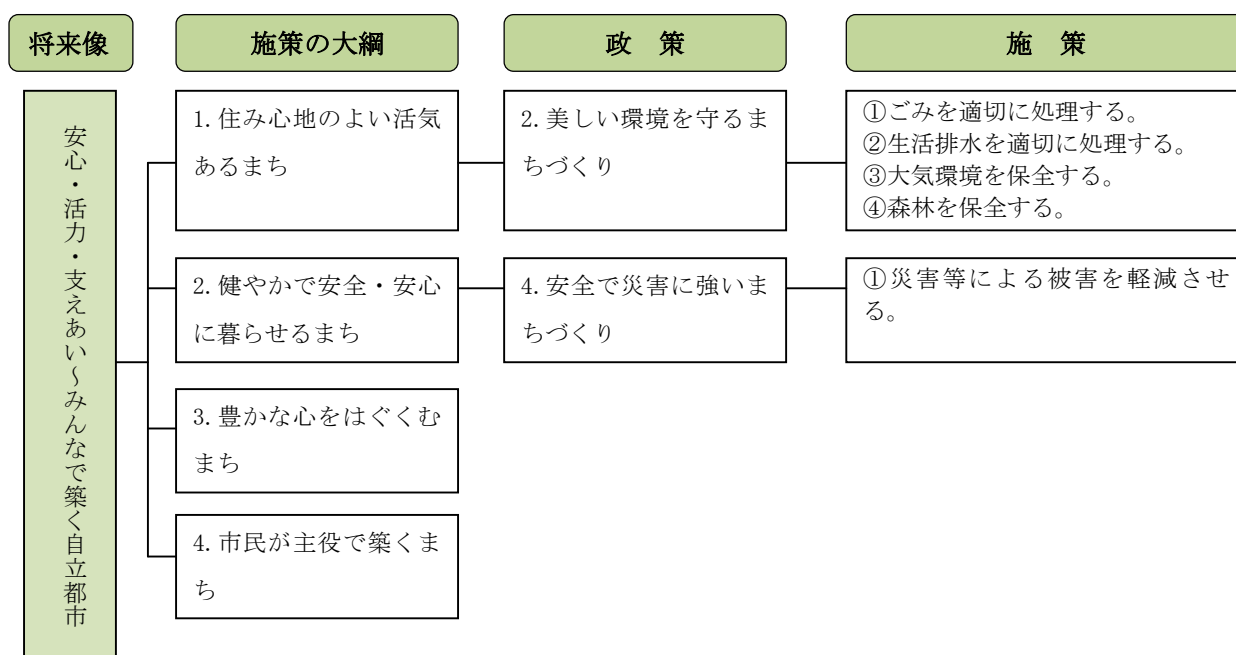 将来像
施策の大綱
政　策
施　策
安心・活力・支えあい～みんなで築く自立都市
1.住み心地のよい活気
あるまち
2.美しい環境を守るま
ちづくり
①ごみを適切に処理する。
②生活排水を適切に処理する。
③大気環境を保全する。
④森林を保全する。
2.健やかで安全・安心
に暮らせるまち
4.安全で災害に強いま
ちづくり
①災害等による被害を軽減させ
る。
3.豊かな心をはぐくむ
まち
4.市民が主役で築くま
ち